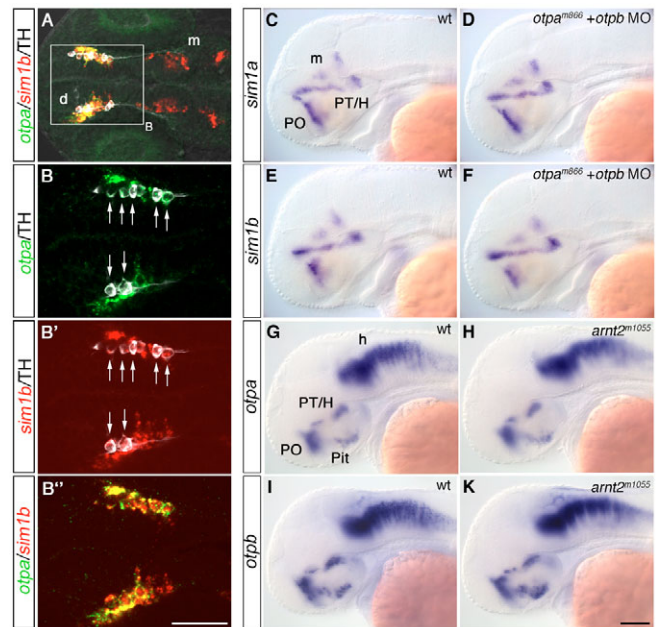 otpa/sim1b/TH
A
m
d
B
otpa/TH
B
sim1b/TH
B'
otpa/sim1b
B''
sim1a
C
wt
m
PT/H
PO
D
otpa^m866 +otpb MO
sim1b
E
wt
F
otpa^m866 +otpb MO
otpa
G
wt
h
PT/H
PO
Pit
H
arnt2^m1055
otpb
I
wt
K
arnt2^m1055